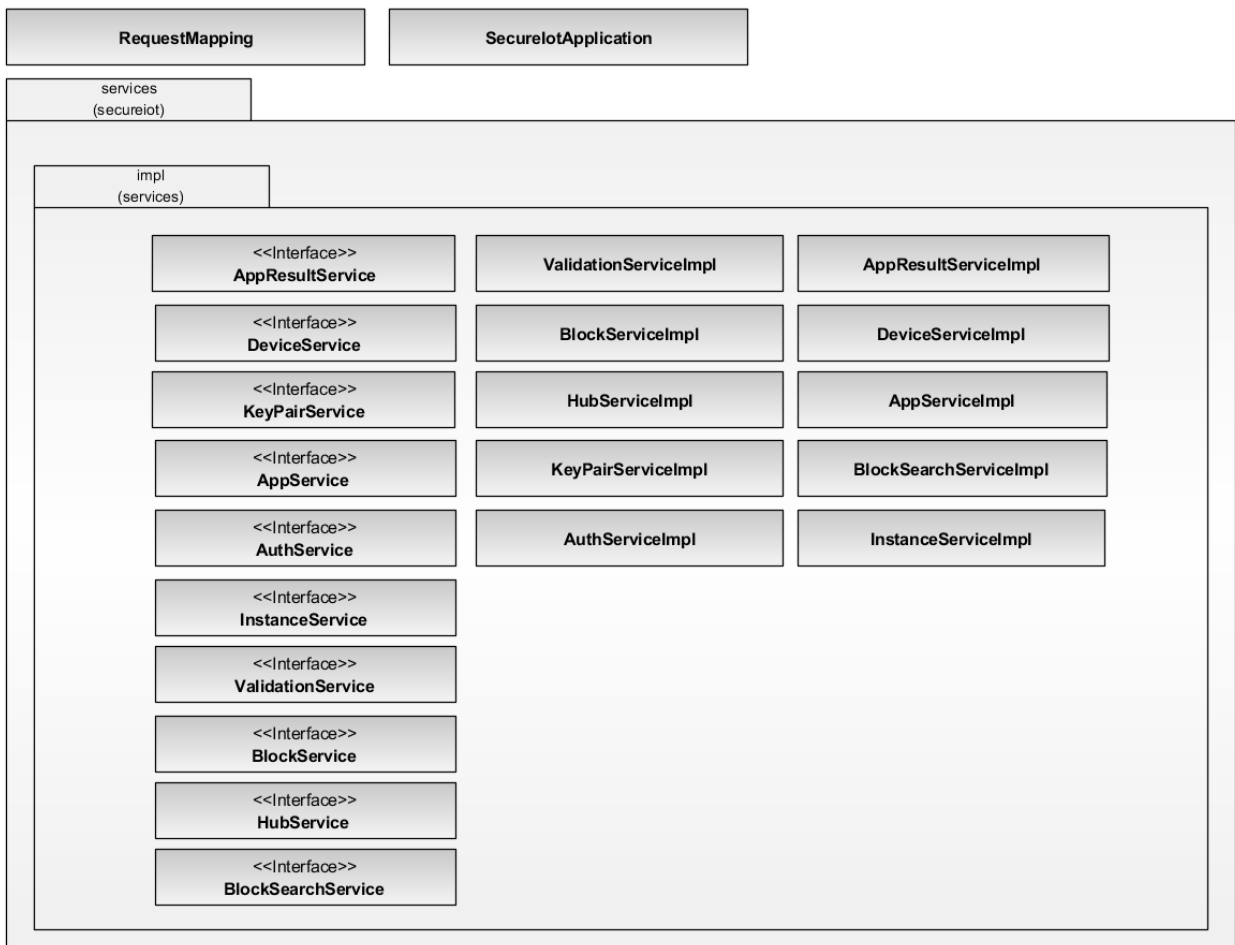 RequestMapping
SecureIotApplication
services
(secureiot)
impl
(services)
<<Interface>>
AppResultService
ValidationServiceImpl
AppResultServiceImpl
<<Interface>>
DeviceService
BlockServiceImpl
DeviceServiceImpl
<<Interface>>
KeyPairService
HubServiceImpl
AppServiceImpl
<<Interface>>
AppService
KeyPairServiceImpl
BlockSearchServiceImpl
<<Interface>>
AuthService
AuthServiceImpl
InstanceServiceImpl
<<Interface>>
InstanceService
<<Interface>>
ValidationService
<<Interface>>
BlockService
<<Interface>>
HubService
<<Interface>>
BlockSearchService